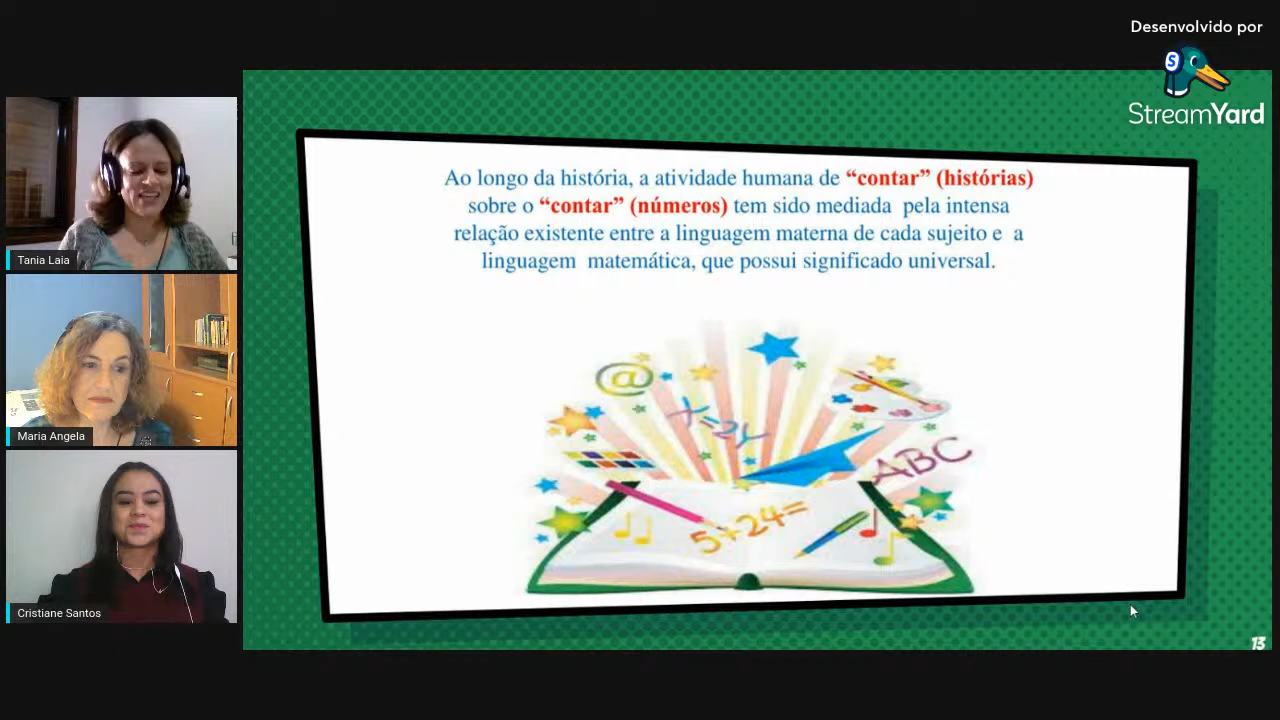 Desenvolvido por
StreamYard
Ao longo da história, a atividade humana de “contar” (histórias)
sobre o “contar” (números) tem sido mediada pela intensa
relação existente entre a linguagem materna de cada sujeito e a
linguagem matemática, que possui significado universal.
@
x=2y
ABC
5+24=
Tania Laia
Maria Angela
Cristiane Santos
13